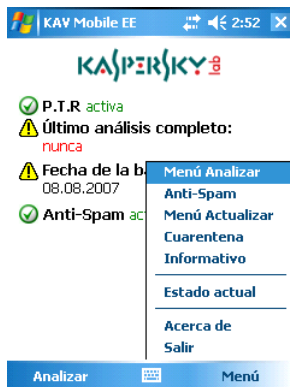 KAV Mobile EE 2:52
KASPERSKY lab
P.T.R activa
Último análisis completo:
nunca
Fecha de la b
08.08.2007
Anti-Spam ac
Menú Analizar
Anti-Spam
Menú Actualizar
Cuarentena
Informativo
Estado actual
Acerca de
Salir
Analizar Menú